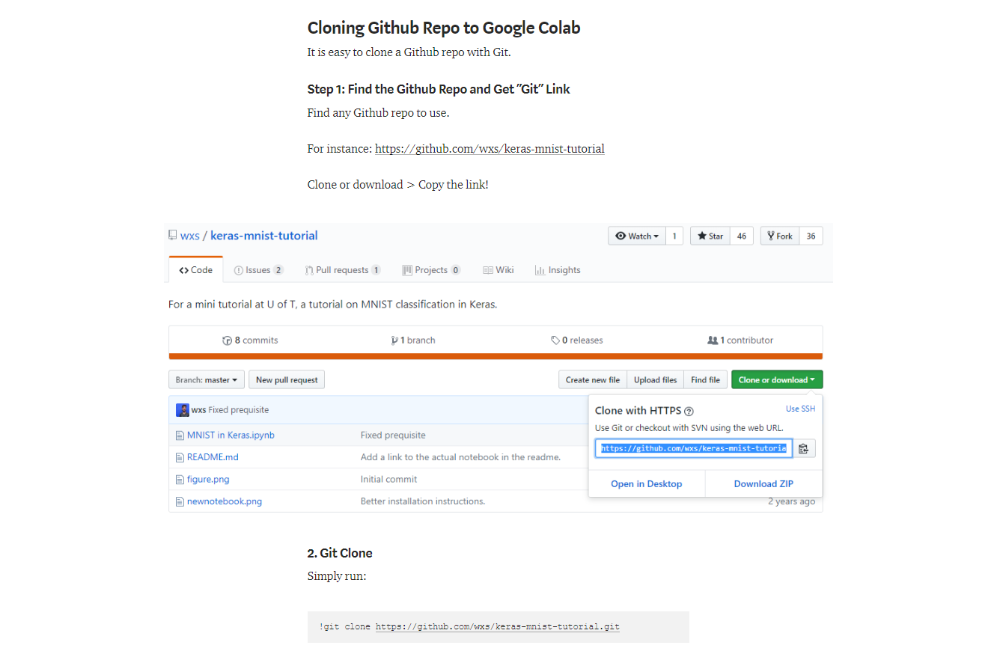 Cloning Github Repo to Google Colab
It is easy to clone a Github repo with Git.
Step 1: Find the Github Repo and Get "Git" Link
Find any Github repo to use.
For instance: https://github.com/wxs/keras-mnist-tutorial
Clone or download > Copy the link!
wxs / keras-mnist-tutorial
Watch 1 Star 46 Fork 36
Code Issues 2 Pull requests 1 Projects 0 Wiki Insights
For a mini tutorial at U of T, a tutorial on MNIST classification in Keras.
8 commits 1 branch 0 releases 1 contributor
Branch: master New pull request Create new file Upload files Find file Clone or download
wxs Fixed prequisite
Clone with HTTPS Use SSH
Use Git or checkout with SVN using the web URL.
MNIST in Keras.ipynb Fixed prequisite
https://github.com/wxs/keras-mnist-tutoria
README.md Add a link to the actual notebook in the readme.
figure.png Initial commit
Open in Desktop Download ZIP
newnotebook.png Better installation instructions. 2 years ago
2. Git Clone
Simply run:
!git clone https://github.com/wxs/keras-mnist-tutorial.git